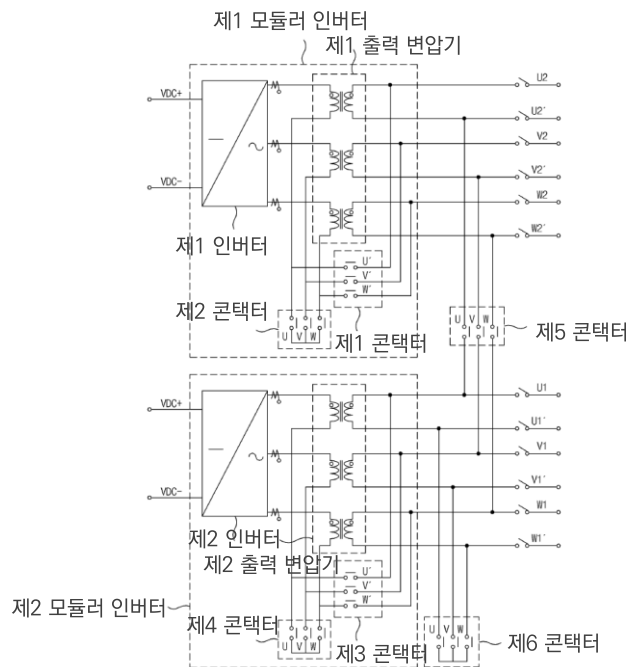 제1 모듈러 인버터
제1 출력 변압기
VDC+
U2
U2′
V2
VDC-
V2′
W2
W2′
제1 인버터
U′
V′
W′
제2 콘택터
U V W
제1 콘택터
U V W
제5 콘택터
VDC+
U1
U1′
V1
VDC-
V1′
W1
제2 인버터
W1′
제2 출력 변압기
U′
V′
W′
제2 모듈러 인버터
제4 콘택터
U V W
제3 콘택터
U V W
제6 콘택터